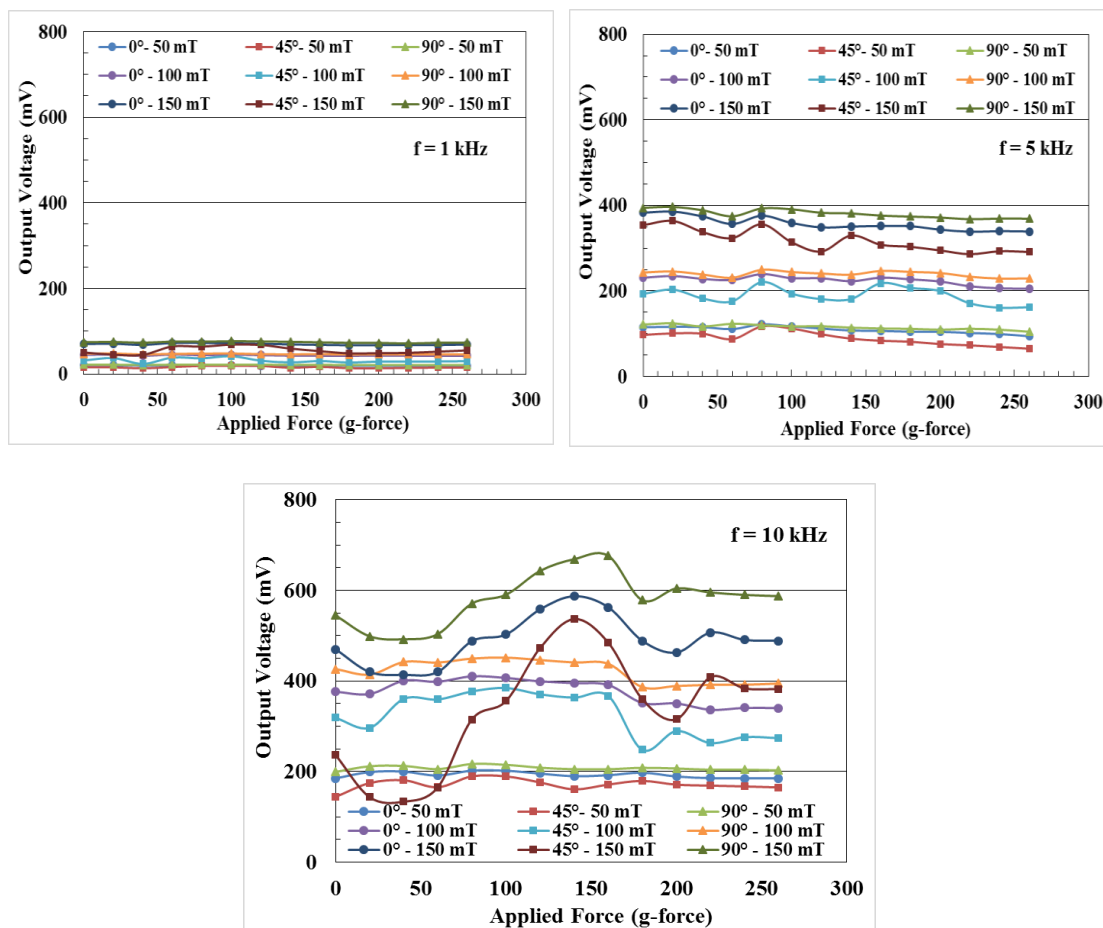 800
600
400
200
0
Output Voltage (mV)
0°- 50 mT 45°- 50 mT 90° - 50 mT
0° - 100 mT 45° - 100 mT 90° - 100 mT
0° - 150 mT 45° - 150 mT 90° - 150 mT
f = 1 kHz
0 50 100 150 200 250 300
Applied Force (g-force)
800
600
400
200
0
Output Voltage (mV)
0°- 50 mT 45°- 50 mT 90° - 50 mT
0° - 100 mT 45° - 100 mT 90° - 100 mT
0° - 150 mT 45° - 150 mT 90° - 150 mT
f = 5 kHz
0 50 100 150 200 250 300
Applied Force (g-force)
800
600
400
200
0
Output Voltage (mV)
f = 10 kHz
0°- 50 mT 45°- 50 mT 90°- 50 mT
0° - 100 mT 45° - 100 mT 90° - 100 mT
0° - 150 mT 45° - 150 mT 90° - 150 mT
0 50 100 150 200 250 300
Applied Force (g-force)